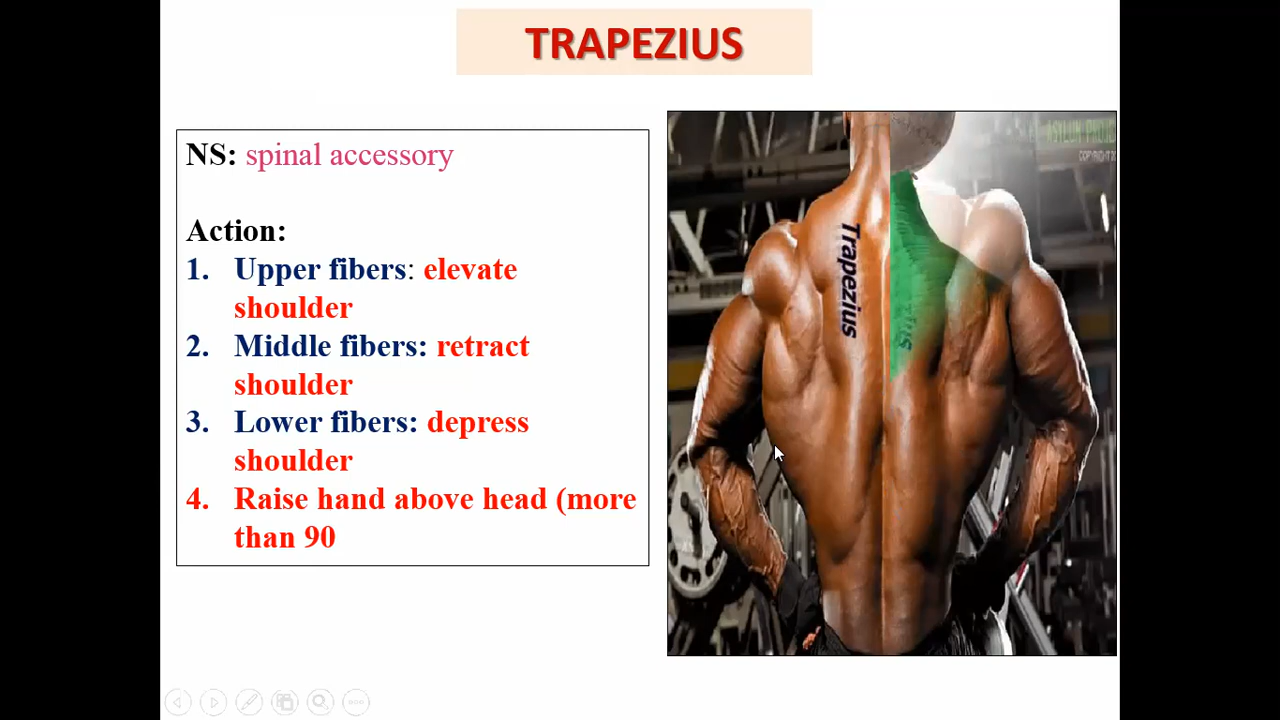 TRAPEZIUS
NS: spinal accessory
Action:
1. Upper fibers: elevate
shoulder
2. Middle fibers: retract
shoulder
3. Lower fibers: depress
shoulder
4. Raise hand above head (more
than 90
Trapezius